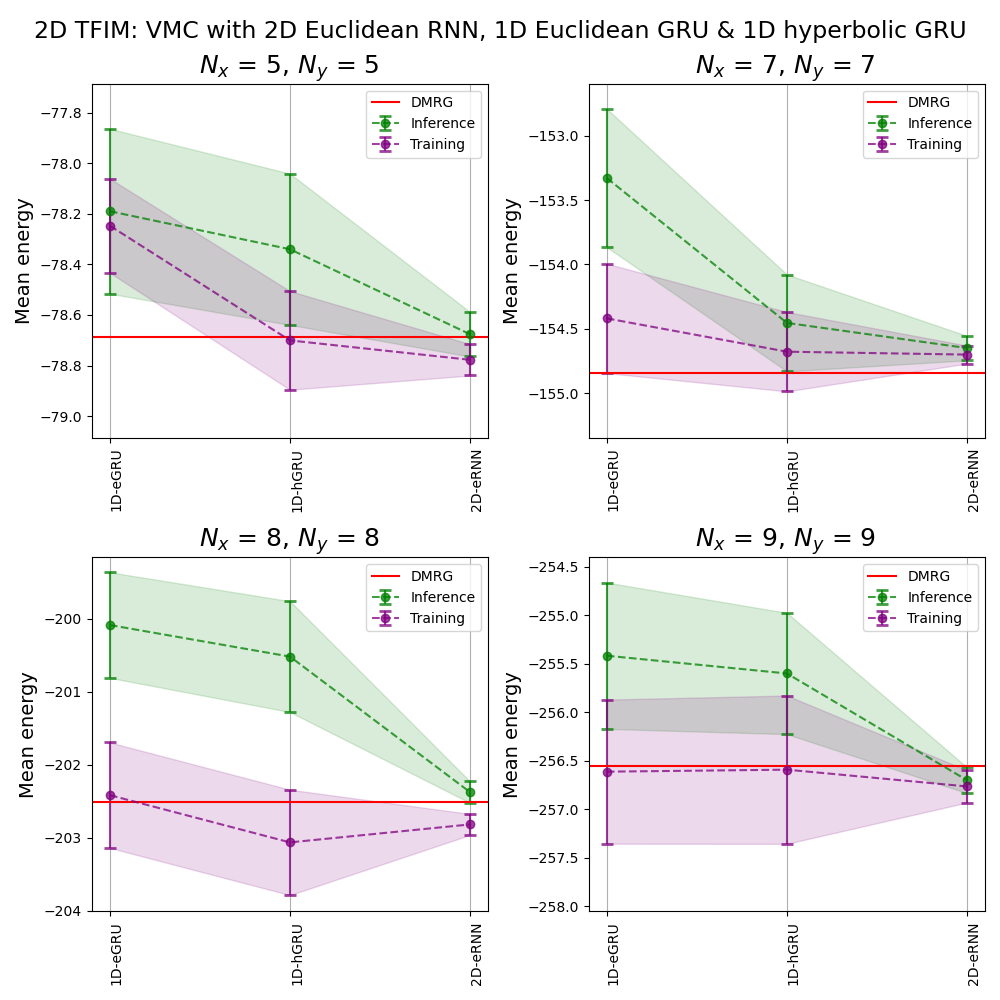 2D TFIM: VMC with 2D Euclidean RNN, 1D Euclidean GRU & 1D hyperbolic GRU
N_x = 5, N_y = 5
Mean energy
−77.8
−78.0
−78.2
−78.4
−78.6
−78.8
−79.0
DMRG
Inference
Training
1D-eGRU
1D-hGRU
2D-eRNN
N_x = 7, N_y = 7
Mean energy
−153.0
−153.5
−154.0
−154.5
−155.0
DMRG
Inference
Training
1D-eGRU
1D-hGRU
2D-eRNN
N_x = 8, N_y = 8
Mean energy
−200
−201
−202
−203
−204
DMRG
Inference
Training
1D-eGRU
1D-hGRU
2D-eRNN
N_x = 9, N_y = 9
Mean energy
−254.5
−255.0
−255.5
−256.0
−256.5
−257.0
−257.5
−258.0
DMRG
Inference
Training
1D-eGRU
1D-hGRU
2D-eRNN